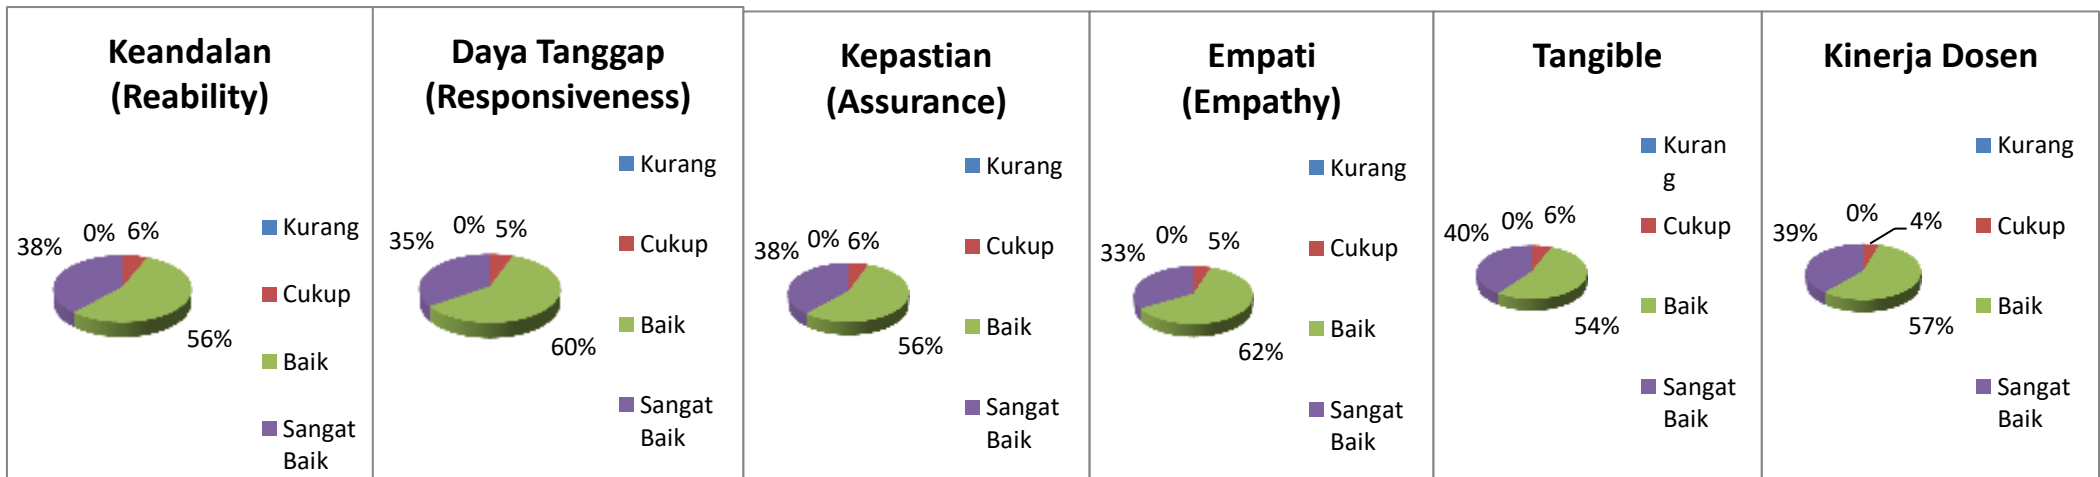 Keandalan
(Reability)
38%
0%
6%
56%
Kurang
Cukup
Baik
Sangat
Baik
Daya Tanggap
(Responsiveness)
35%
0%
5%
60%
Kurang
Cukup
Baik
Sangat
Baik
Kepastian
(Assurance)
38%
0%
6%
56%
Kurang
Cukup
Baik
Sangat
Baik
Empati
(Empathy)
33%
0%
5%
62%
Kurang
Cukup
Baik
Sangat
Baik
Tangible
40%
0%
6%
54%
Kuran
g
Cukup
Baik
Sangat
Baik
Kinerja Dosen
39%
0%
4%
57%
Kurang
Cukup
Baik
Sangat
Baik